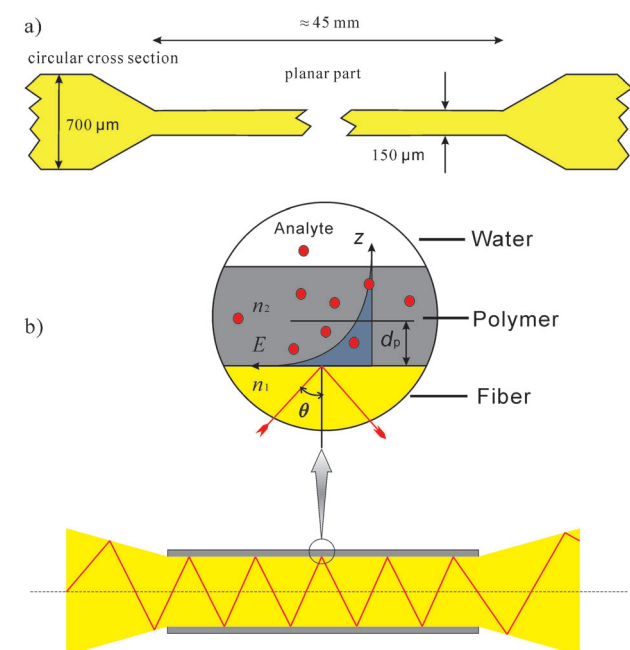 a)
≈ 45 mm
circular cross section
planar part
700 µm
150 µm
Analyte
z
Water
n₂
b)
Polymer
E
dₚ
n₁
Fiber
θ